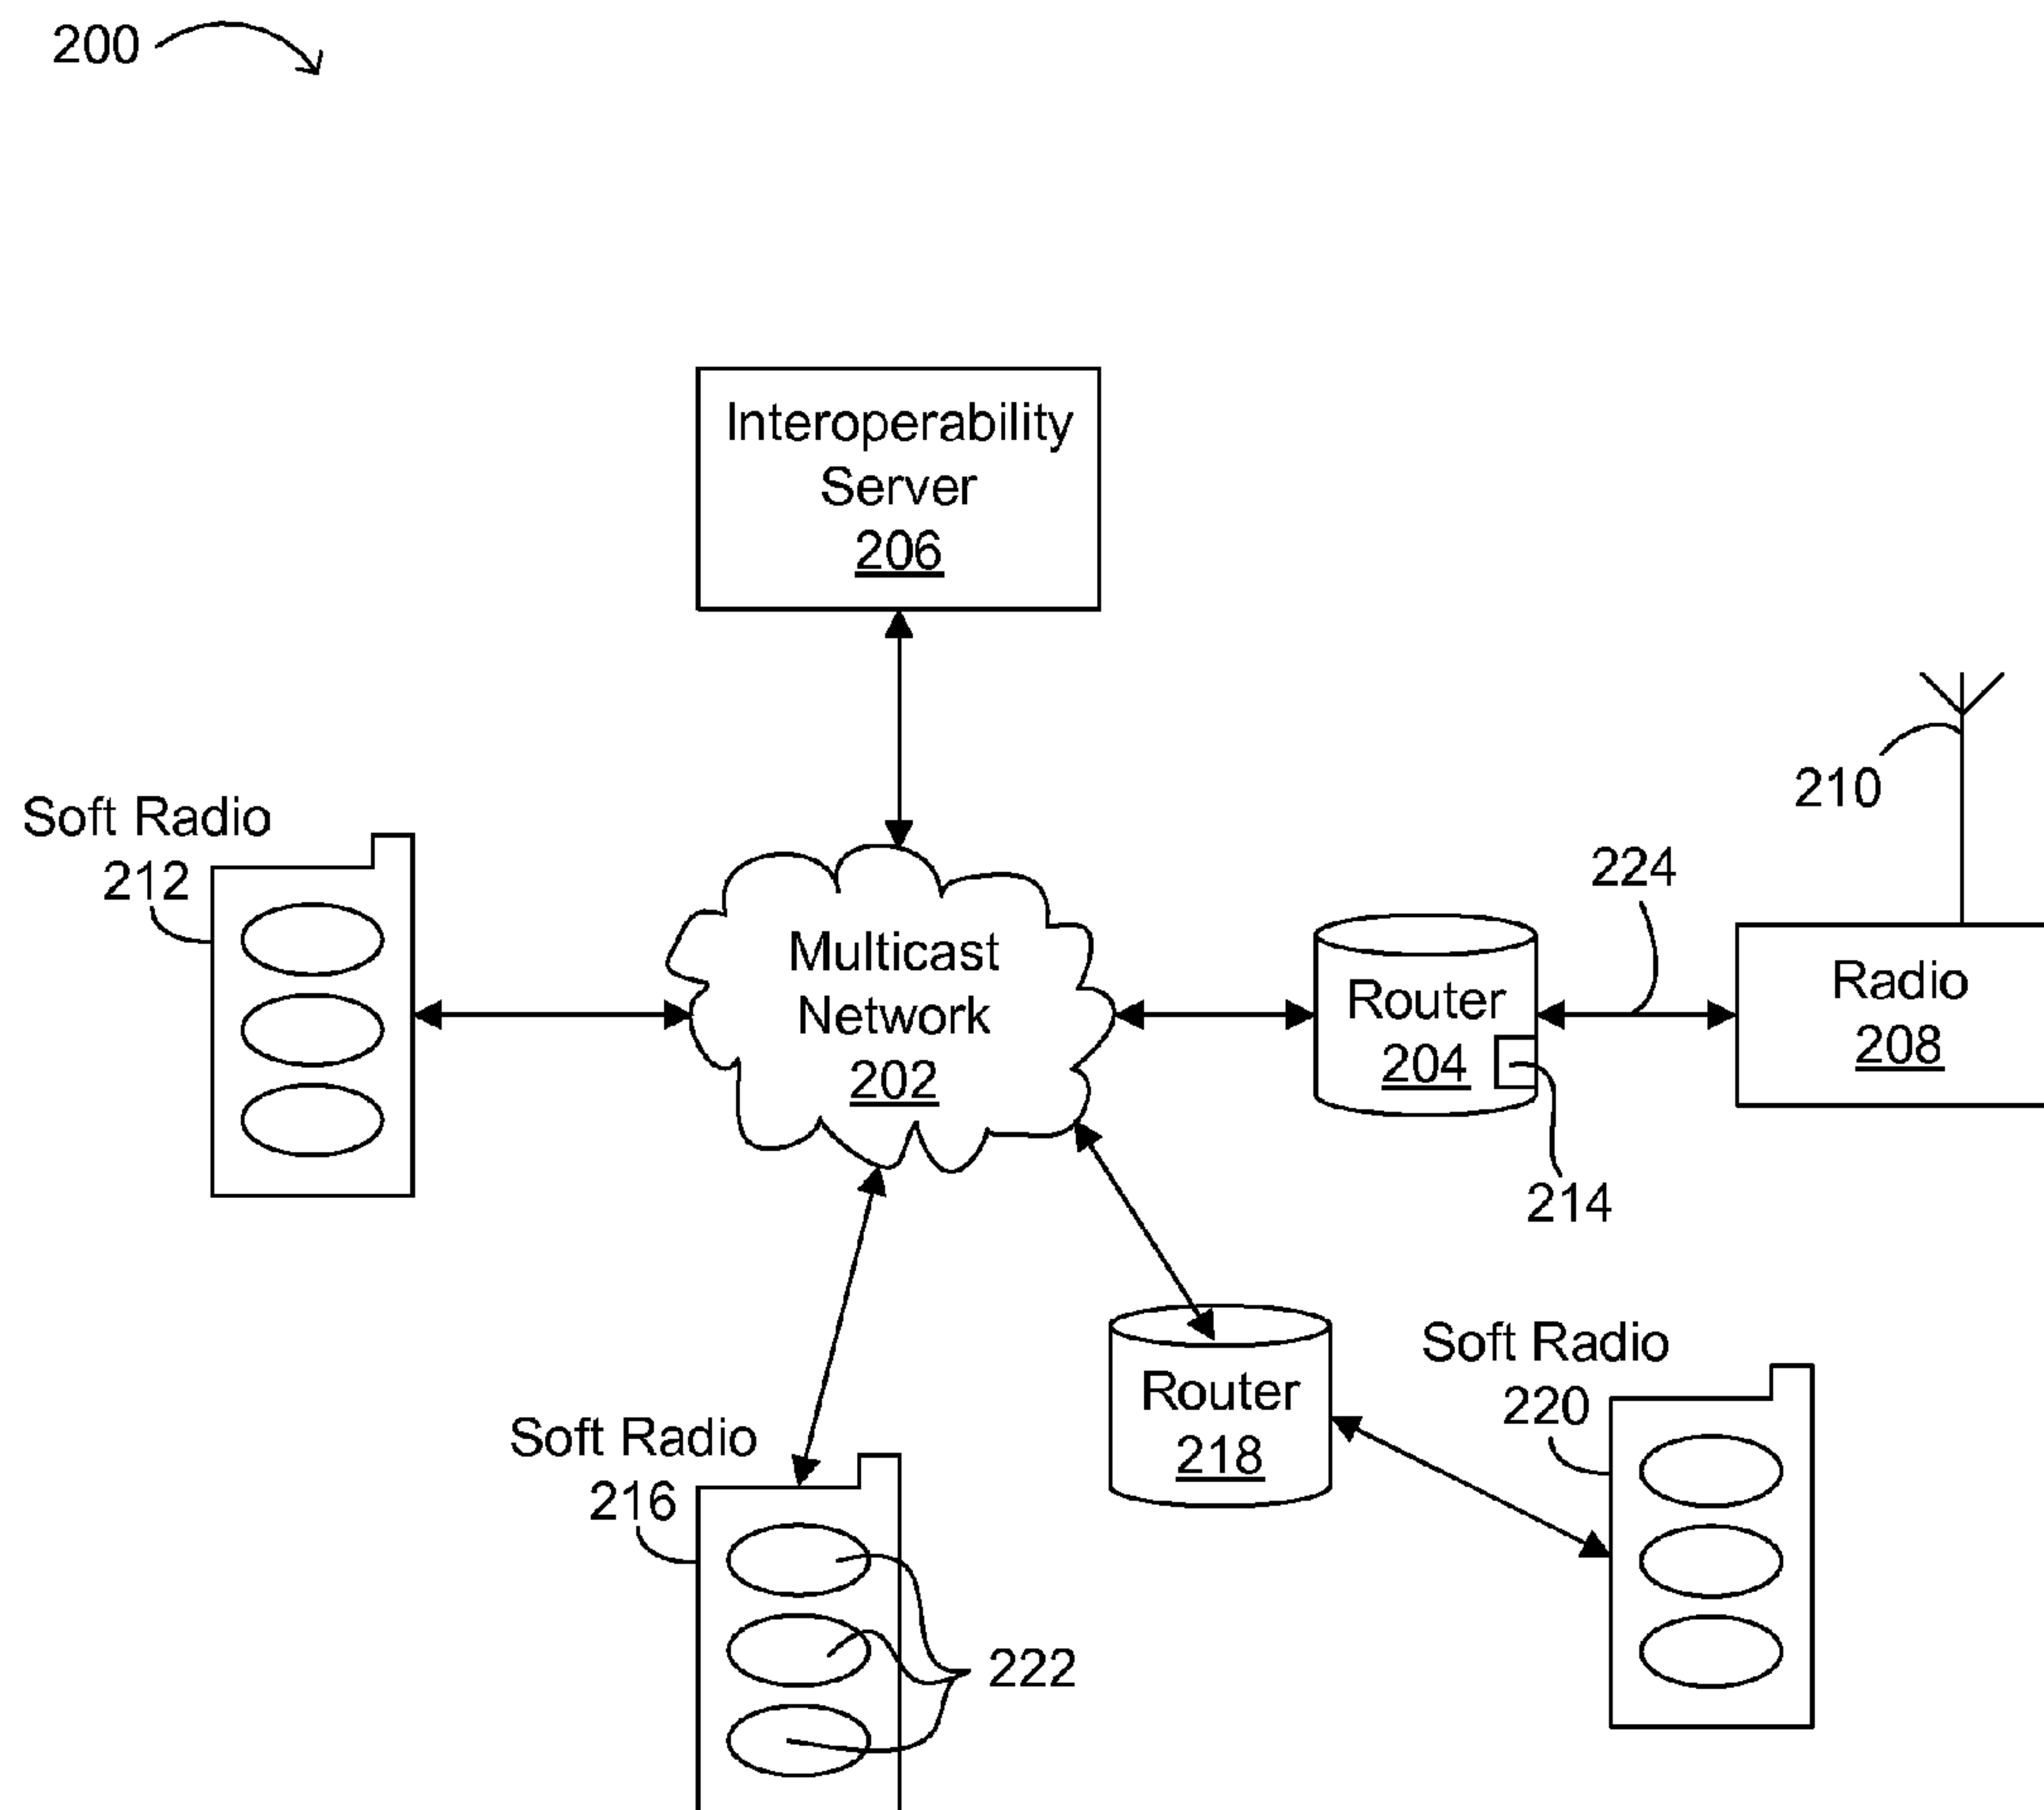 200
Interoperability
Server
206
210
Soft Radio
212
224
Multicast
Network
202
Router
204
Radio
208
214
Router
218
Soft Radio
220
Soft Radio
216
222